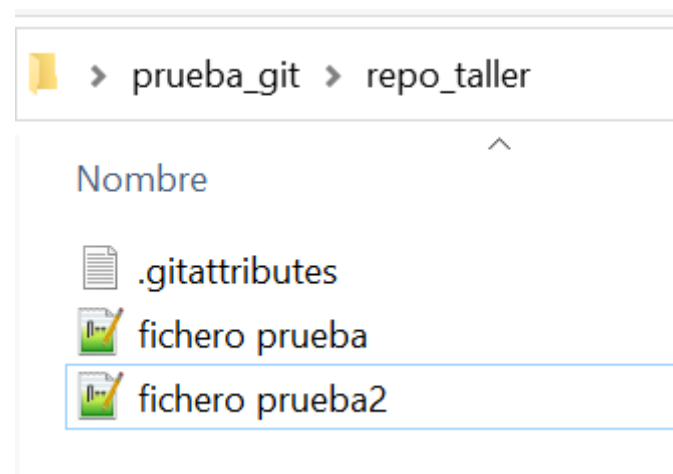 prueba_git > repo_taller
Nombre
.gitattributes
fichero prueba
fichero prueba2